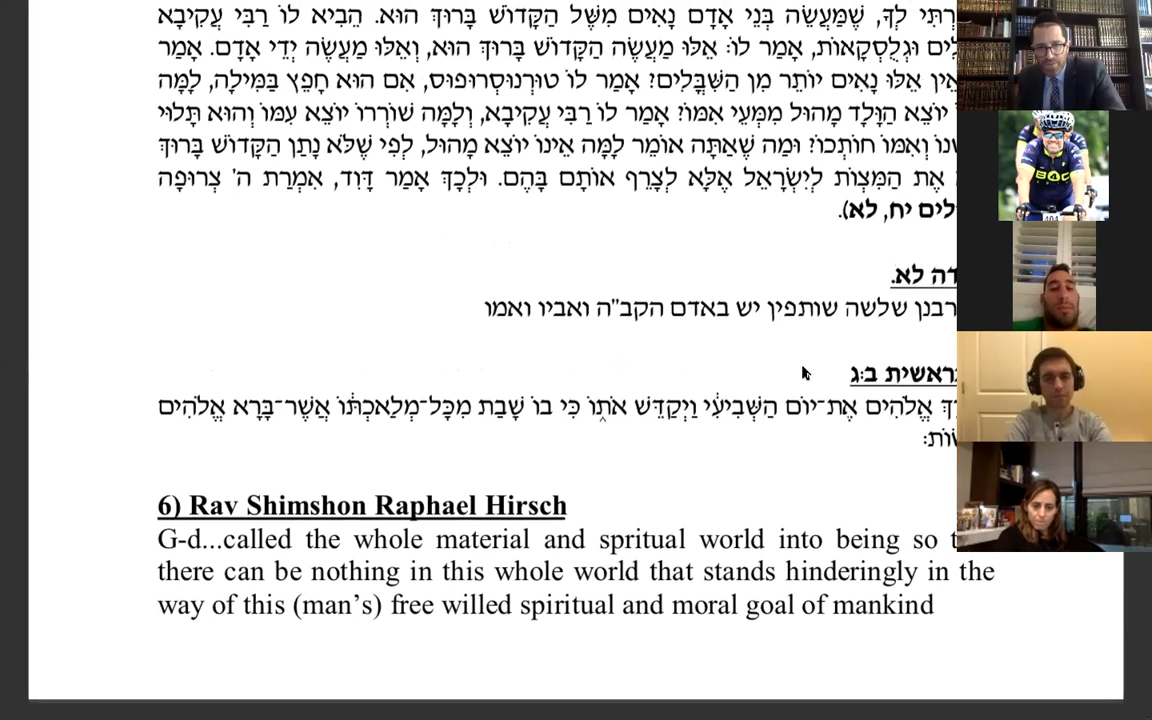 שֶׁמַּעֲשֵׂה בְּנֵי אָדָם נָאִים מִשֶּׁל הַקָּדוֹשׁ בָּרוּךְ הוּא. הֵבִיא לוֹ רַבִּי עֲקִיבָא
וּגְלֻסְקָאוֹת, אָמַר לוֹ: אֵלּוּ מַעֲשֵׂה הַקָּדוֹשׁ בָּרוּךְ הוּא, וְאֵלּוּ מַעֲשֵׂה יְדֵי אָדָם. אָמַר
אֵין אֵלּוּ נָאִים יוֹתֵר מִן הַשִּׁבֳּלִים? אָמַר לוֹ טוּרְנוּסְרוּפוּס, אִם הוּא חָפֵץ בַּמִּילָה, לָמָּה
יוֹצֵא הַוָּלָד מָהוּל מִמְּעֵי אִמּוֹ? אָמַר לוֹ רַבִּי עֲקִיבָא, וְלָמָּה שׁוֹרְרוֹ יוֹצֵא עִמּוֹ וְהוּא תָּלוּי
וְאִמּוֹ חוֹתְכוֹ? וּמַה שֶּׁאַתָּה אוֹמֵר לָמָּה אֵינוֹ יוֹצֵא מָהוּל, לְפִי שֶׁלֹּא נָתַן הַקָּדוֹשׁ בָּרוּךְ
אֶת הַמִּצְוֹת לְיִשְׂרָאֵל אֶלָּא לְצָרֵף אוֹתָם בָּהֶם. וּלְכָךְ אָמַר דָּוִד, אִמְרַת ה' צְרוּפָה
יח, לא).
לא.
רבנן שלשה שותפין יש באדם הקב"ה ואביו ואמו
ב:ג
אֱלֹהִים אֶת־יוֹם הַשְּׁבִיעִי וַיְקַדֵּשׁ אֹתוֹ כִּי בוֹ שָׁבַת מִכָּל־מְלַאכְתּוֹ אֲשֶׁר־בָּרָא אֱלֹהִים
6) Rav Shimshon Raphael Hirsch
G-d...called the whole material and spritual world into being so
there can be nothing in this whole world that stands hinderingly in the
way of this (man's) free willed spiritual and moral goal of mankind